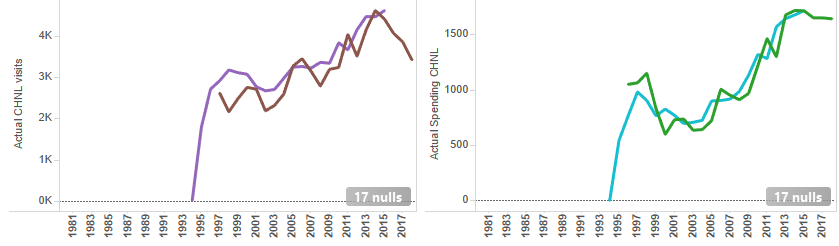 Actual CHNL visits
4K
3K
2K
1K
0K
17 nulls
1981 1983 1985 1987 1989 1991 1993 1995 1997 1999 2001 2003 2005 2007 2009 2011 2013 2015 2017
Actual Spending CHNL
1500
1000
500
0
17 nulls
1981 1983 1985 1987 1989 1991 1993 1995 1997 1999 2001 2003 2005 2007 2009 2011 2013 2015 2017